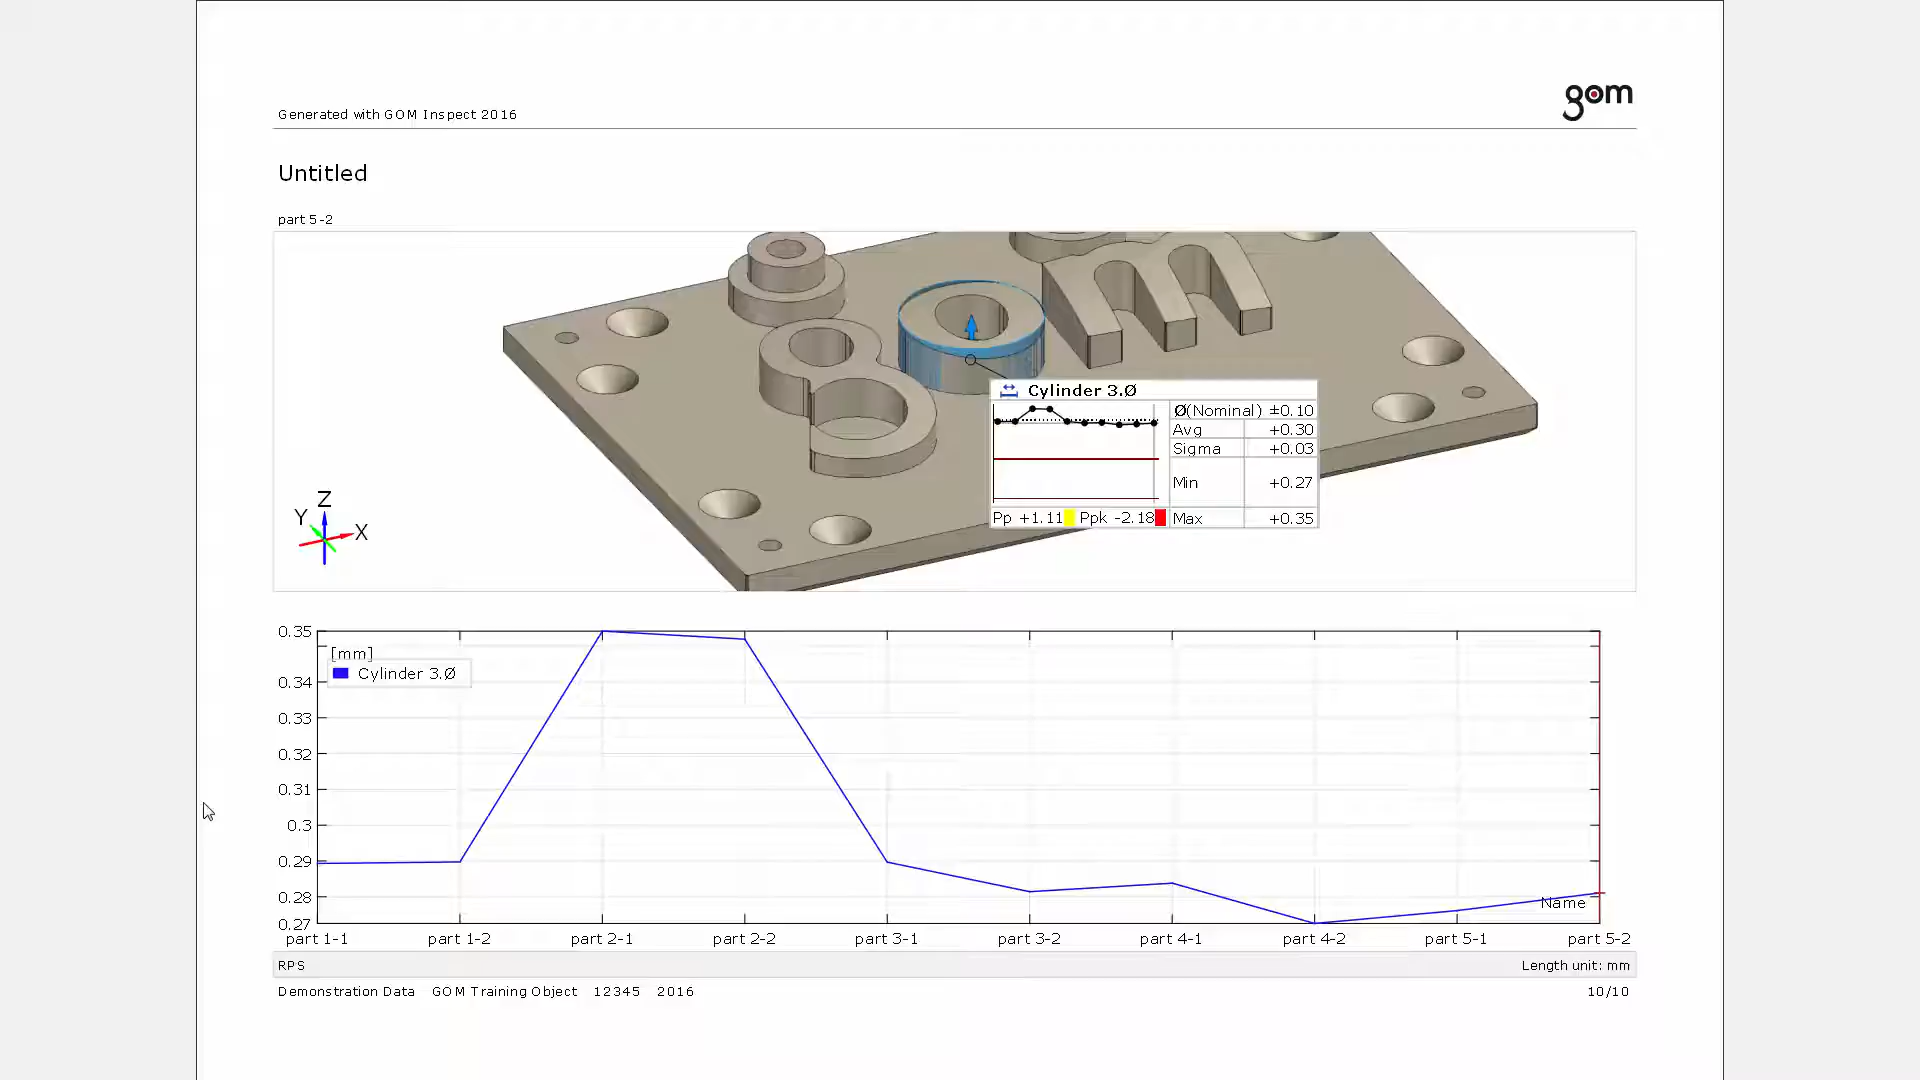 gom
Generated with GOM Inspect 2016
Untitled
part 5-2
Cylinder 3.Ø
Ø(Nominal) ±0.10
Avg +0.30
Sigma +0.03
Min +0.27
Pp +1.11 Ppk -2.18 Max +0.35
Z
Y
X
0.35
[mm]
Cylinder 3.Ø
0.34
0.33
0.32
0.31
0.3
0.29
0.28
Name
0.27
part 1-1 part 1-2 part 2-1 part 2-2 part 3-1 part 3-2 part 4-1 part 4-2 part 5-1 part 5-2
RPS Length unit: mm
Demonstration Data GOM Training Object 12345 2016 10/10